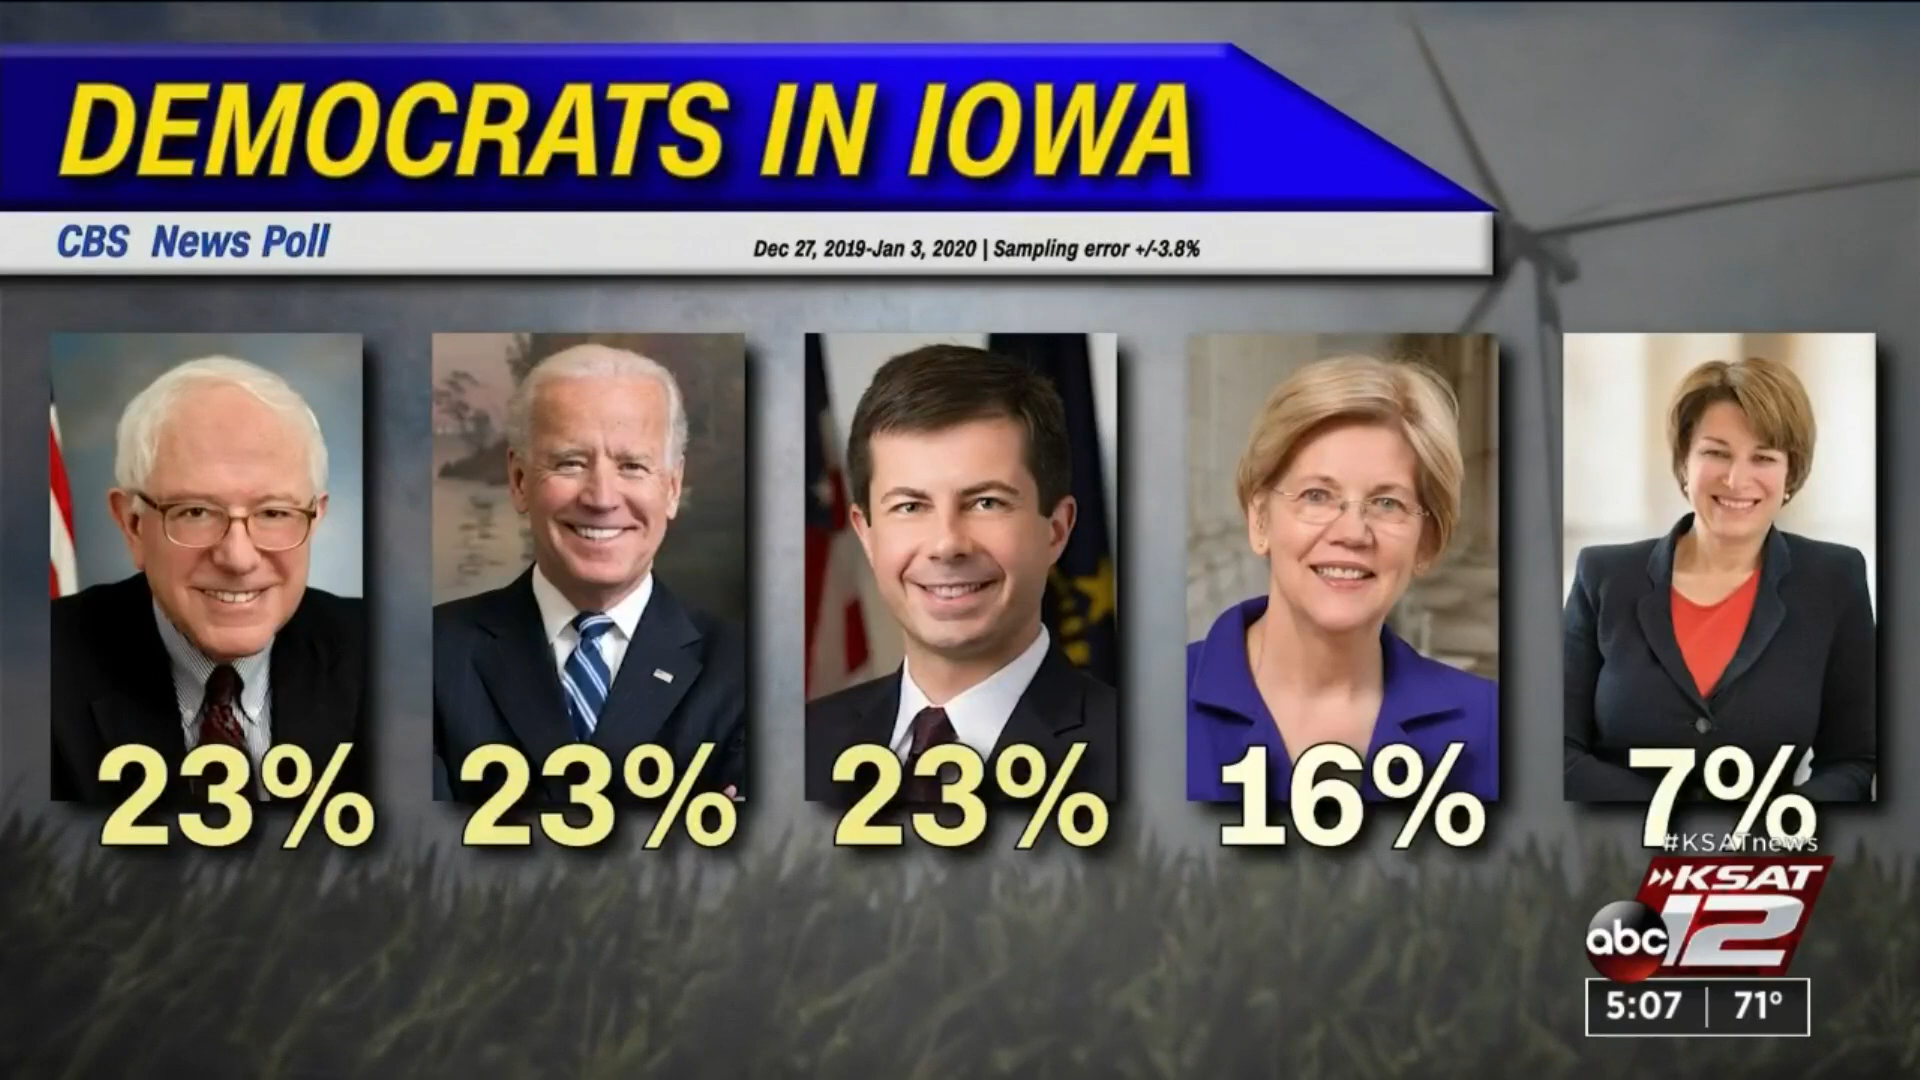 DEMOCRATS IN IOWA
CBS News Poll
Dec 27, 2019-Jan 3, 2020 | Sampling error +/-3.8%
23% 23% 23% 16% 7%
#KSATnews
KSAT
abc 12
5:07 | 71°